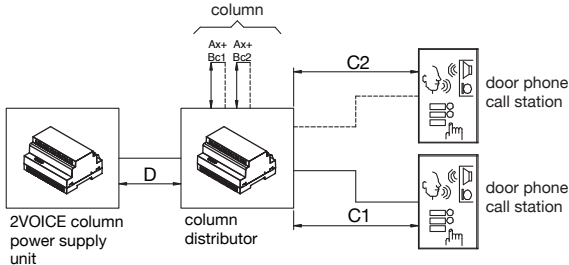 column
Ax+ Ax+
Bc1 Bc2
C2
door phone
call station
D
2VOICE column
power supply
unit
column
distributor
C1
door phone
call station